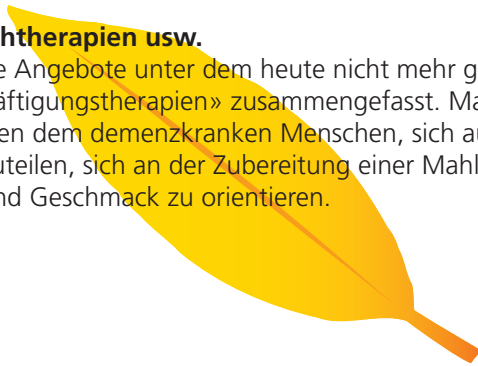 htherapien usw.
e Angebote unter dem heute nicht mehr g
äftigungstherapien» zusammengefasst. Ma
en dem demenzkranken Menschen, sich au
uteilen, sich an der Zubereitung einer Mahl
nd Geschmack zu orientieren.